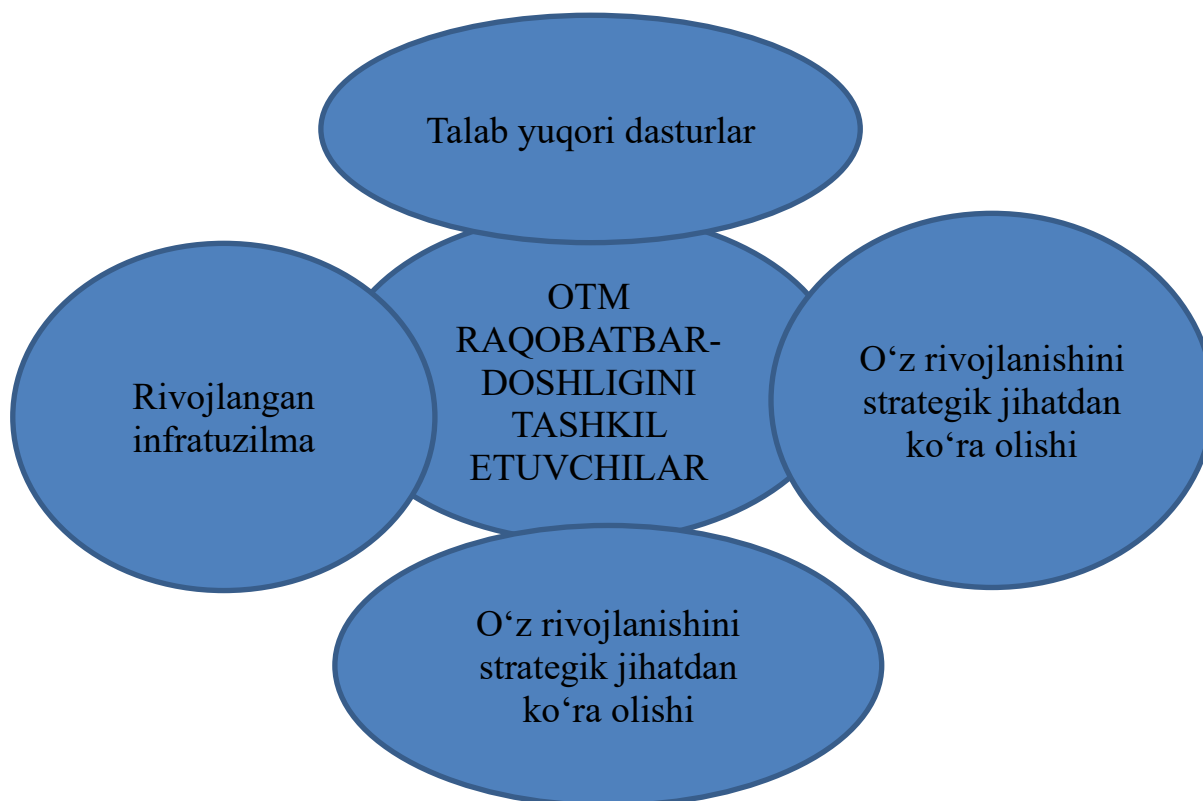 Talab yuqori dasturlar
OTM
RAQOBATBAR-
DOSHLIGINI
TASHKIL
ETUVCHILAR
Rivojlangan
infratuzilma
O‘z rivojlanishini
strategik jihatdan
ko‘ra olishi
O‘z rivojlanishini
strategik jihatdan
ko‘ra olishi